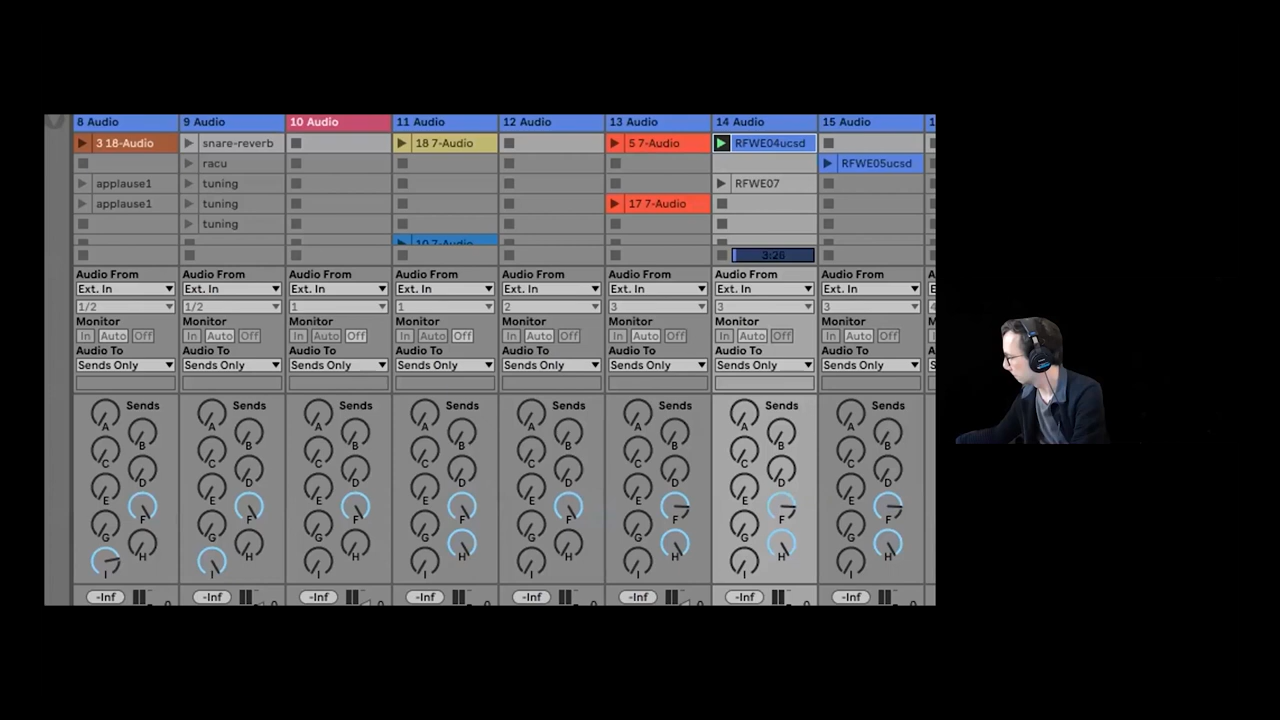 8 Audio 9 Audio 10 Audio 11 Audio 12 Audio 13 Audio 14 Audio 15 Audio 1
3 18-Audio snare-reverb 18 7-Audio 5 7-Audio RFWE04ucsd
racu RFWE05ucsd
applause1 tuning RFWE07
applause1 tuning 17 7-Audio
tuning
10 7-Audio
3:26
Audio From Audio From Audio From Audio From Audio From Audio From Audio From Audio From A
Ext. In Ext. In Ext. In Ext. In Ext. In Ext. In Ext. In Ext. In
1/2 1/2 1 1 2 3 3 3
Monitor Monitor Monitor Monitor Monitor Monitor Monitor Monitor M
In Auto Off In Auto Off In Auto Off In Auto Off In Auto Off In Auto Off In Auto Off In Auto Off
Audio To Audio To Audio To Audio To Audio To Audio To Audio To Audio To A
Sends Only Sends Only Sends Only Sends Only Sends Only Sends Only Sends Only Sends Only
Sends Sends Sends Sends Sends Sends Sends Sends
A A A A A A A A
B B B B B B B B
C C C C C C C C
D D D D D D D D
E E E E E E E E
F F F F F F F F
G G G G G G G G
H H H H H H H H
I I I I I I I I
-Inf -Inf -Inf -Inf -Inf -Inf -Inf -Inf